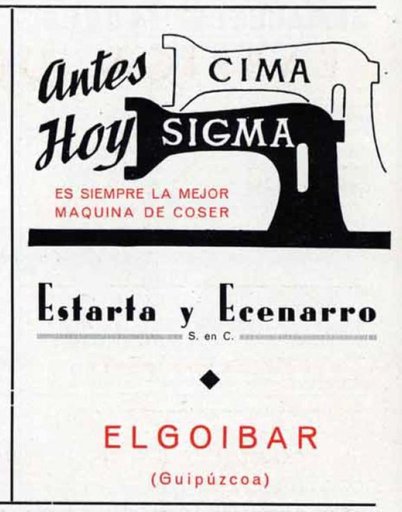 Antes CIMA
Hoy SIGMA
ES SIEMPRE LA MEJOR
MAQUINA DE COSER
Estarta y Ecenarro
S. en C.
ELGOIBAR
(Guipúzcoa)